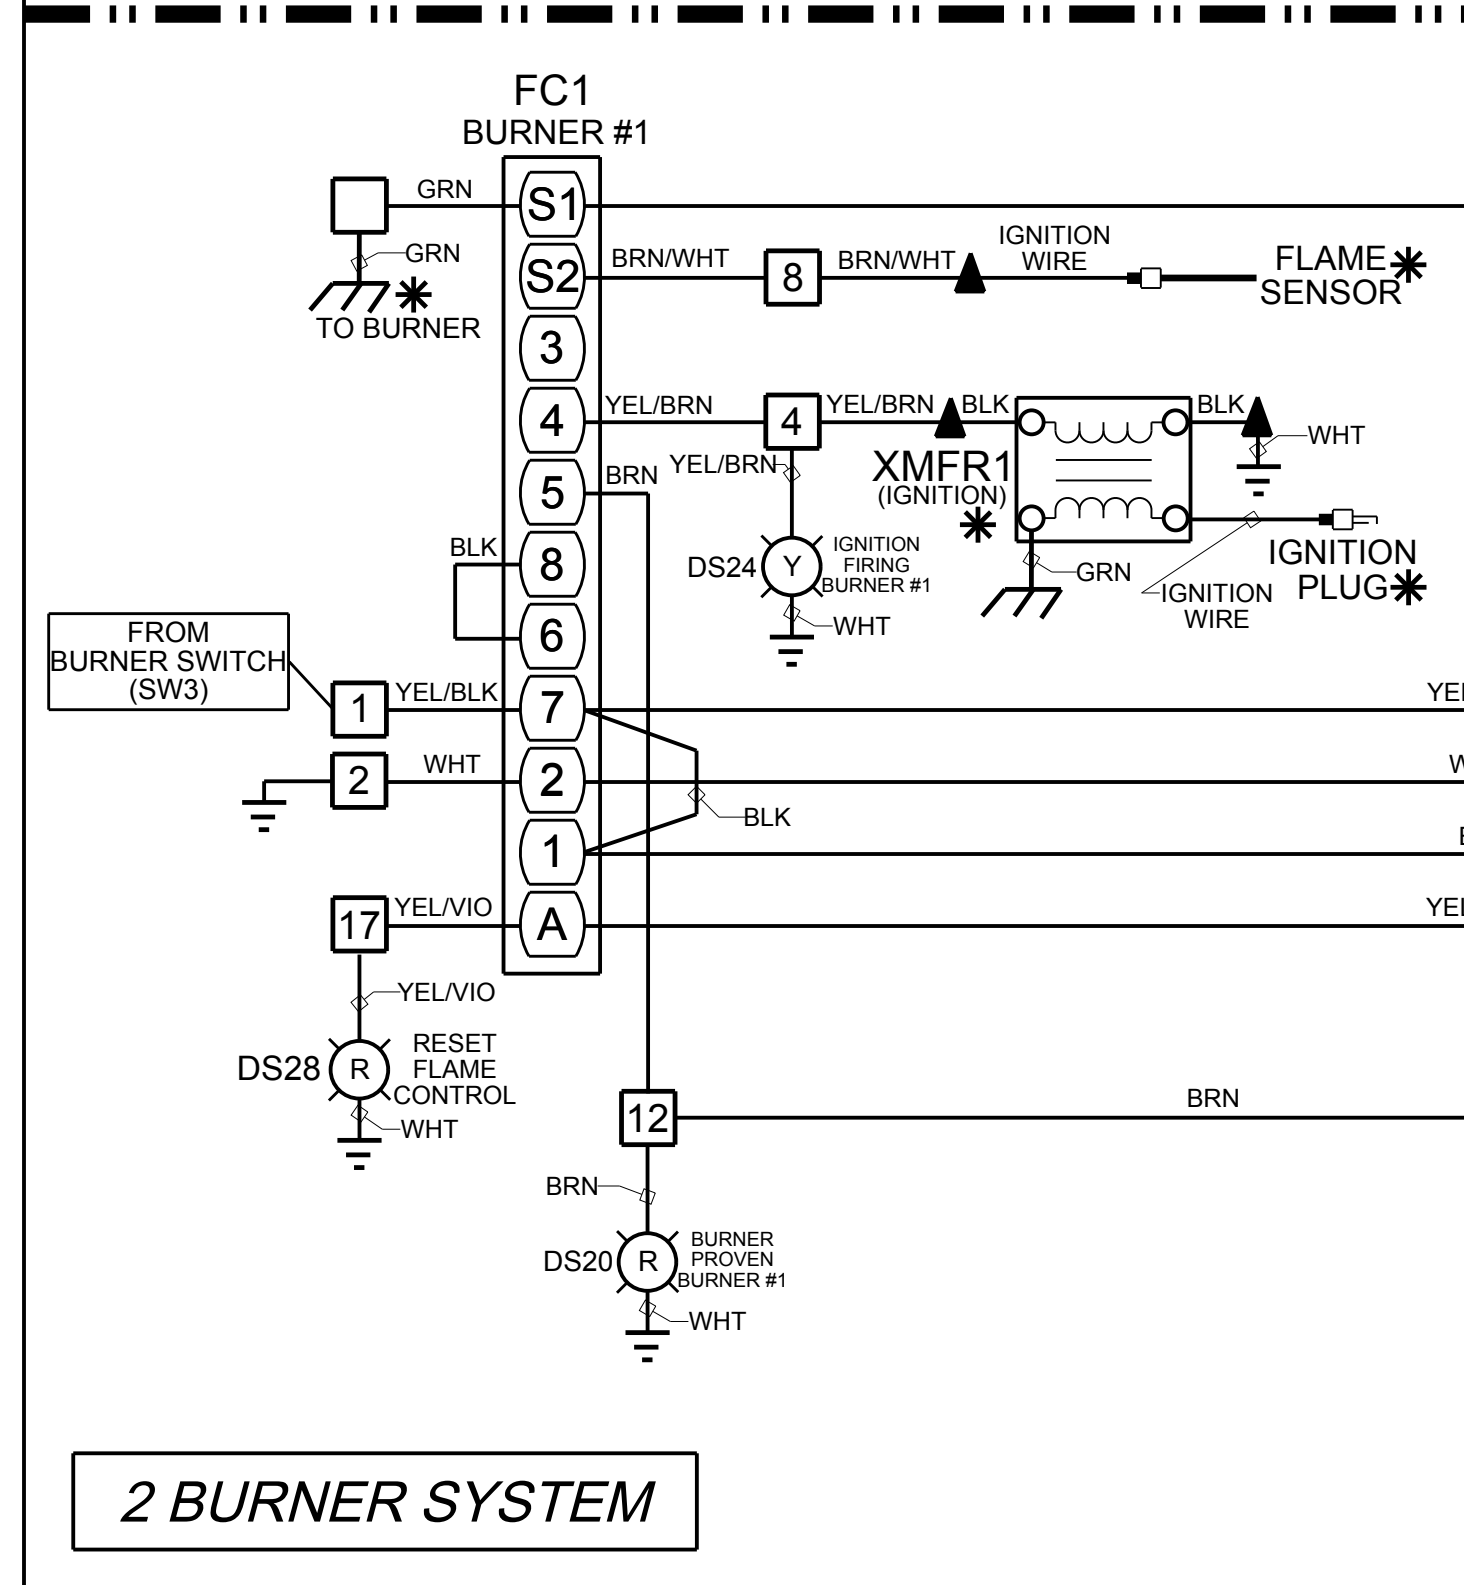 FC1
BURNER #1
GRN
S1
GRN
TO BURNER
S2
BRN/WHT
8
BRN/WHT
IGNITION
WIRE
FLAME
SENSOR
3
4
YEL/BRN
4
YEL/BRN
BLK
BLK
WHT
XMFR1
(IGNITION)
YEL/BRN
5
BRN
BLK
8
6
DS24
Y
IGNITION
FIRING
BURNER #1
WHT
GRN
IGNITION
WIRE
IGNITION
PLUG
FROM
BURNER SWITCH
(SW3)
1
YEL/BLK
7
2
WHT
2
BLK
1
17
YEL/VIO
A
YEL/VIO
DS28
R
RESET
FLAME
CONTROL
WHT
12
BRN
BRN
DS20
R
BURNER
PROVEN
BURNER #1
WHT
2 BURNER SYSTEM